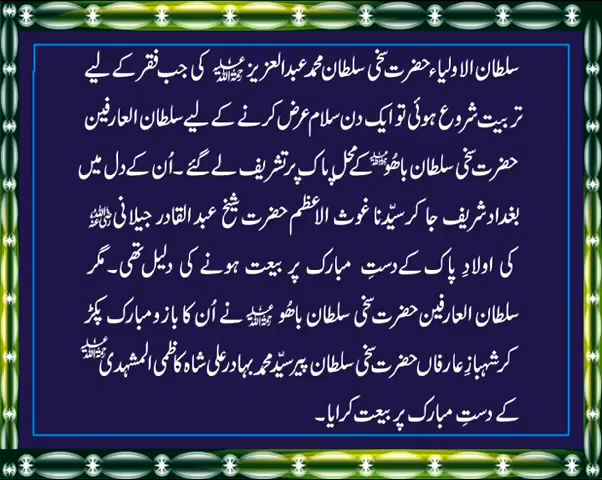 سلطان الاولیاء حضرت سخی سلطان محمد عبدالعزیز رحمۃ اللہ علیہ کی جب فقر کے لیے
تربیت شروع ہوئی تو ایک دن سلام عرض کرنے کے لیے سلطان العارفین
حضرت سخی سلطان باھُو رحمۃ اللہ علیہ کے محل پاک پر تشریف لے گئے۔ اُن کے دل میں
بغداد شریف جا کر سیّدنا غوث الاعظم حضرت شیخ عبد القادر جیلانی رضی اللہ عنہ
کی اولادِ پاک کے دستِ مبارک پر بیعت ہونے کی دلیل تھی۔ مگر
سلطان العارفین حضرت سخی سلطان باھُو رحمۃ اللہ علیہ نے اُن کا بازو مبارک پکڑ
کر شہبازِ عارفاں حضرت سخی سلطان پیر سیّد محمد بہادر علی شاہ کاظمی المشہدی رحمۃ اللہ علیہ
کے دستِ مبارک پر بیعت کرایا۔